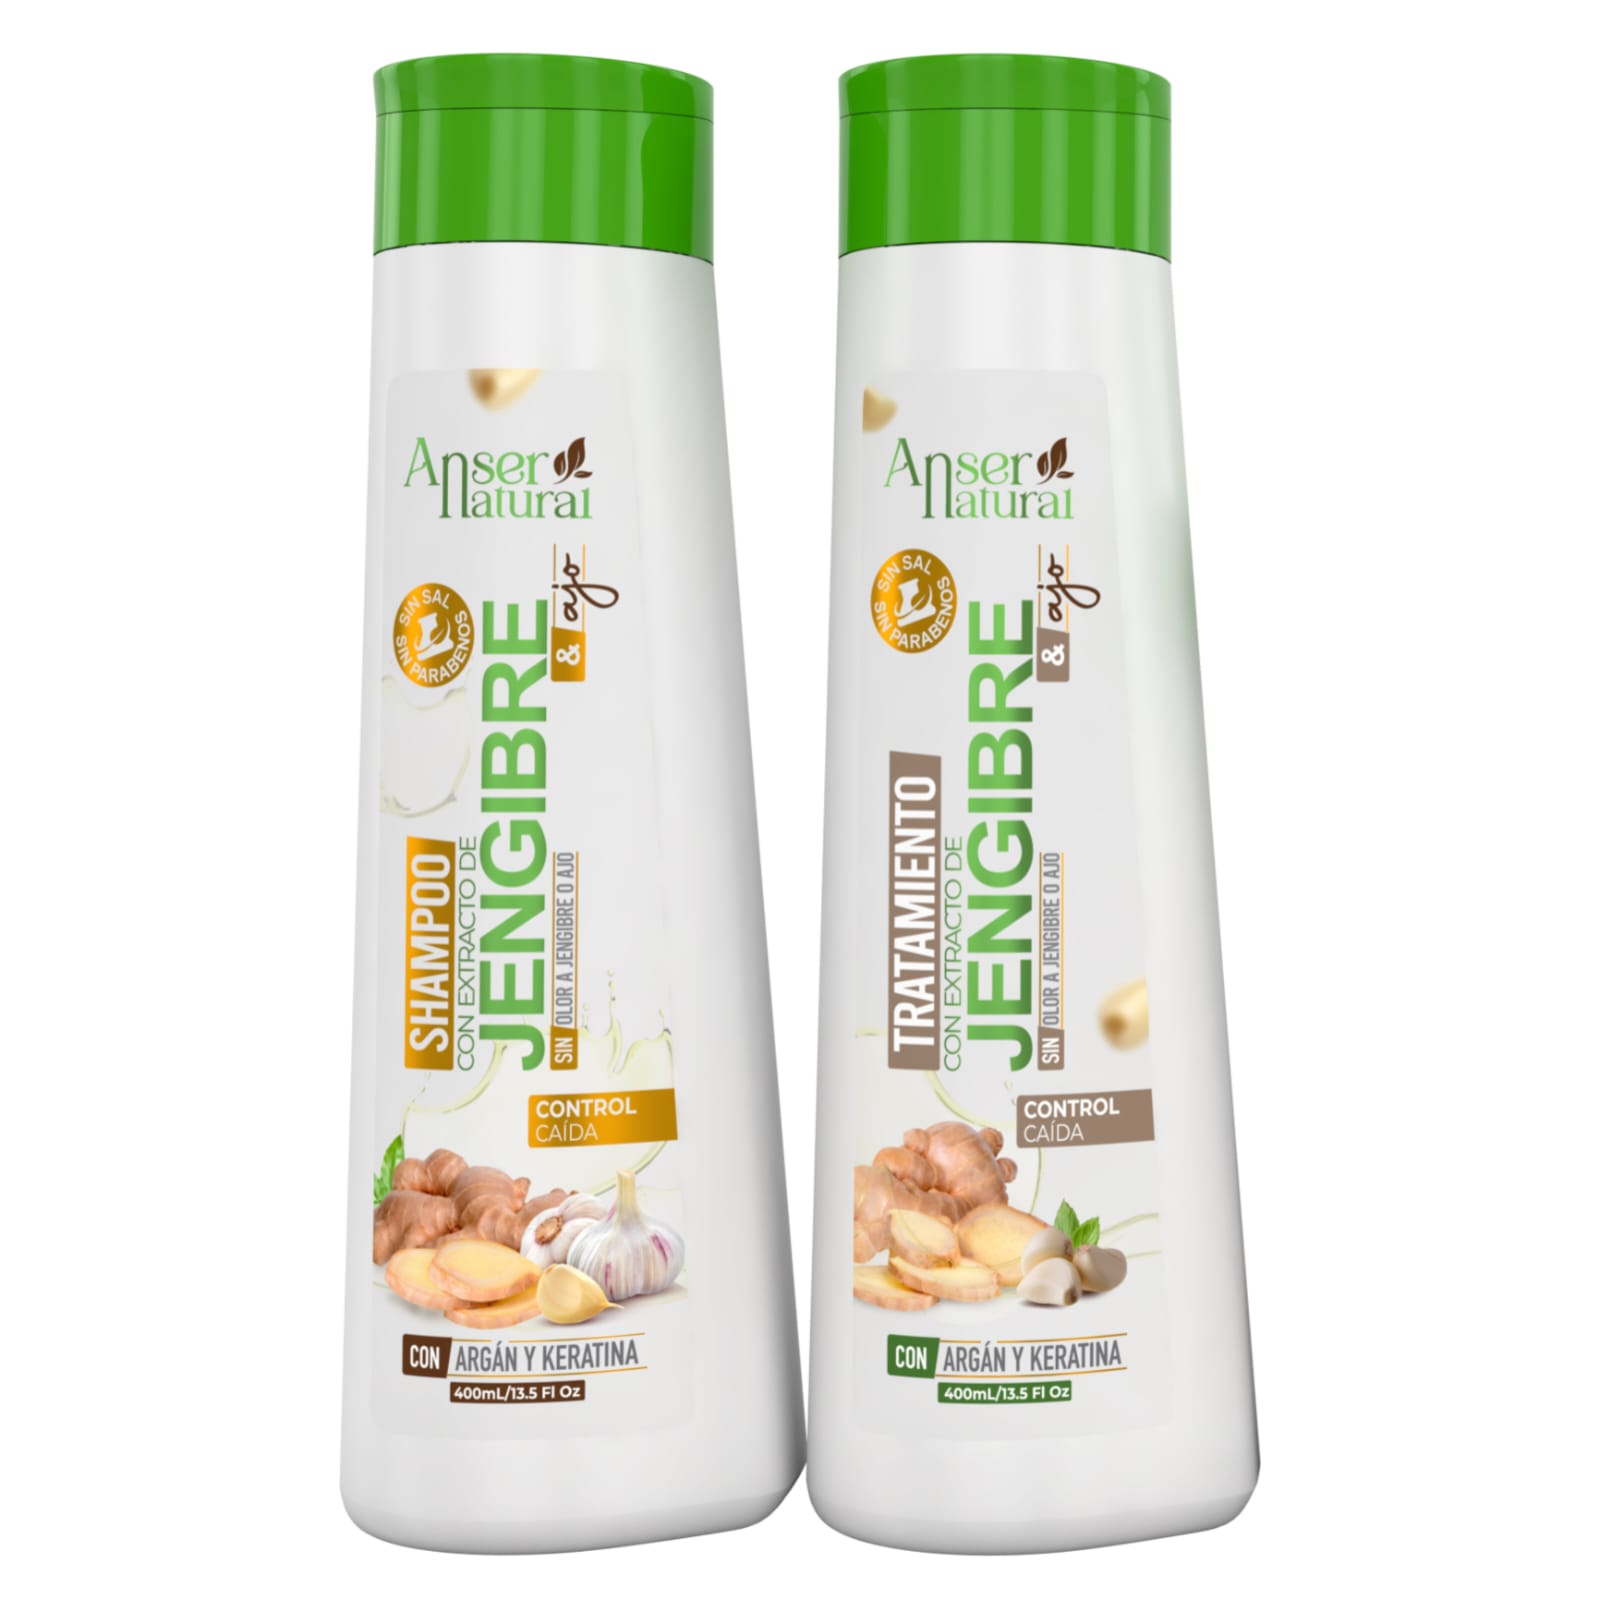 Anser
Natural
SIN SAL
SIN PARABENOS
SHAMPOO
CON EXTRACTO DE
JENGIBRE
& ajo
SIN OLOR A JENGIBRE O AJO
CONTROL
CAÍDA
CON ARGÁN Y KERATINA
400mL/13.5 Fl Oz
Anser
Natural
SIN SAL
SIN PARABENOS
TRATAMIENTO
CON EXTRACTO DE
JENGIBRE
& ajo
SIN OLOR A JENGIBRE O AJO
CONTROL
CAÍDA
CON ARGÁN Y KERATINA
400mL/13.5 Fl Oz